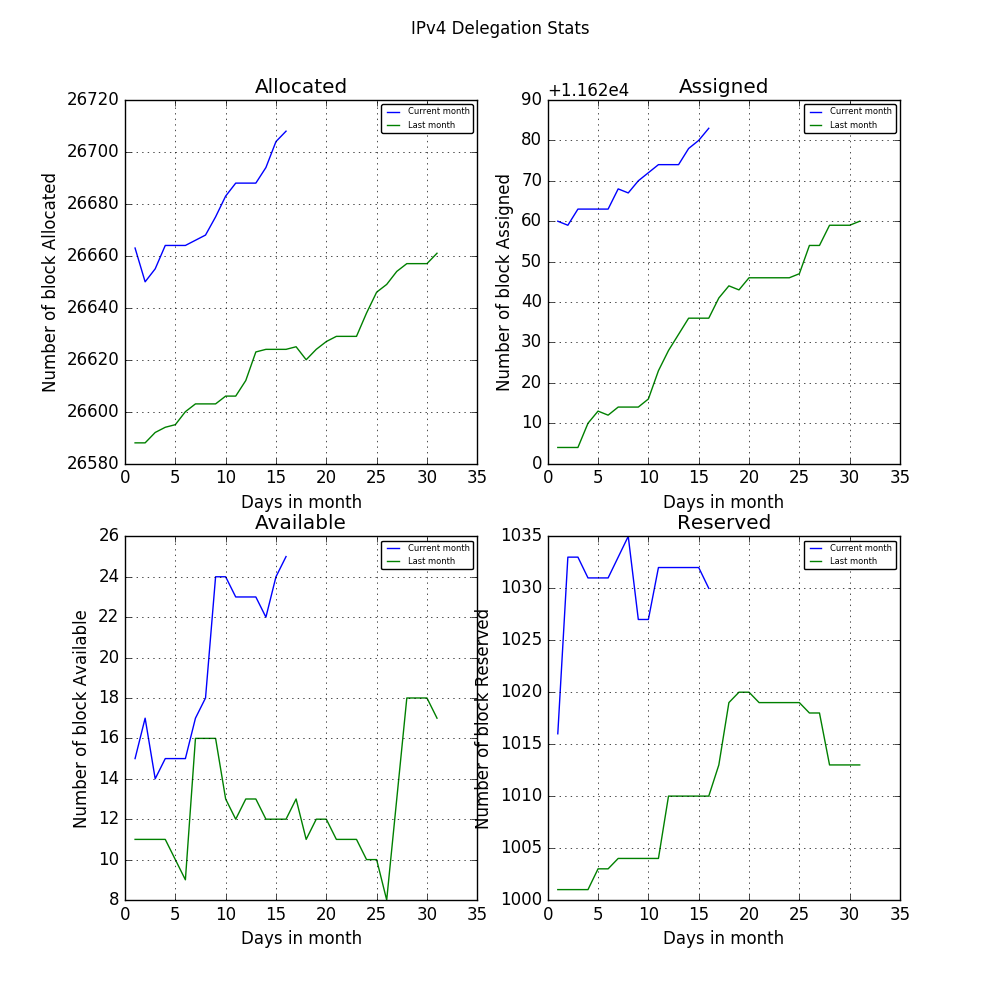 IPv4 Delegation Stats
Allocated
26720
26700
26680
26660
26640
26620
26600
26580
Number of block Allocated
0 5 10 15 20 25 30 35
Days in month
Current month
Last month
+1.162e4
Assigned
90
80
70
60
50
40
30
20
10
0
Number of block Assigned
0 5 10 15 20 25 30 35
Days in month
Current month
Last month
Available
26
24
22
20
18
16
14
12
10
8
Number of block Available
0 5 10 15 20 25 30 35
Days in month
Current month
Last month
Reserved
1035
1030
1025
1020
1015
1010
1005
1000
Number of block Reserved
0 5 10 15 20 25 30 35
Days in month
Current month
Last month